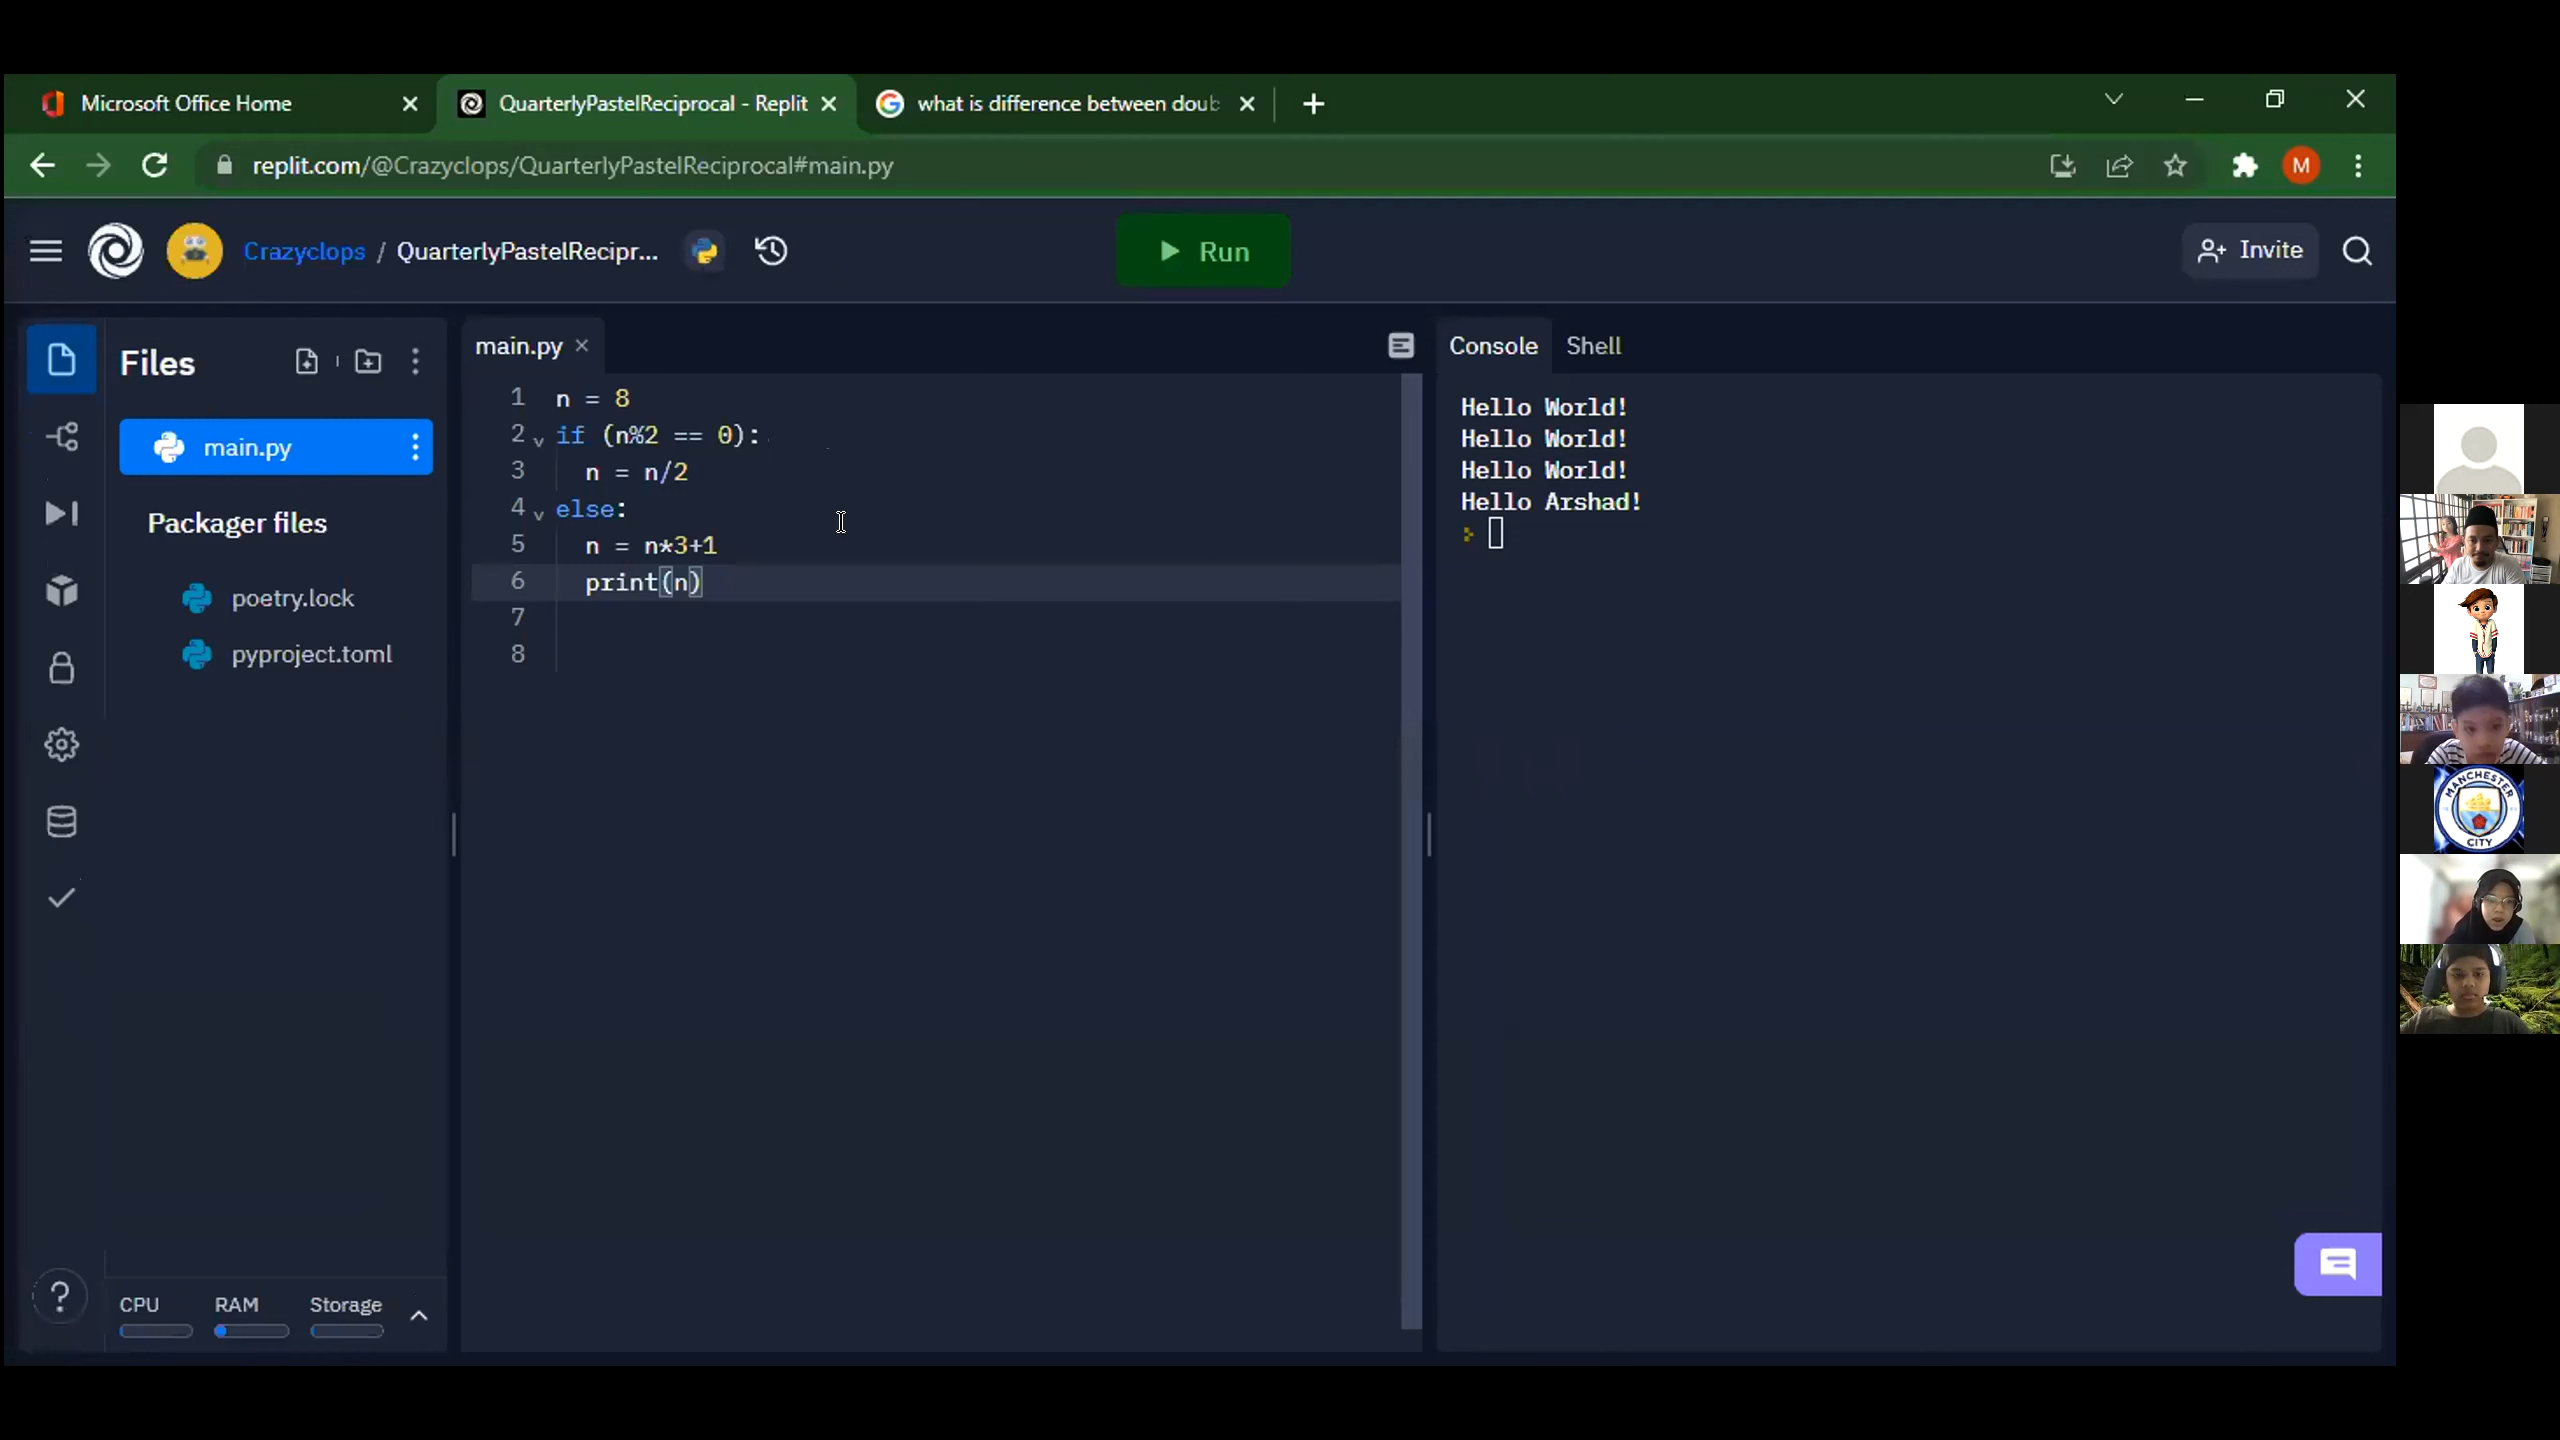 Microsoft Office Home
QuarterlyPastelReciprocal - Replit
what is difference between doub
replit.com/@Crazyclops/QuarterlyPastelReciprocal#main.py
M
Crazyclops / QuarterlyPastelRecipr...
Run
Invite
Files
main.py
Packager files
poetry.lock
pyproject.toml
CPU
RAM
Storage
?
main.py
1 n = 8
2 if (n%2 == 0):
3 n = n/2
4 else:
5 n = n*3+1
6 print(n)
7
8
Console
Shell
Hello World!
Hello World!
Hello World!
Hello Arshad!
MANCHESTER
CITY